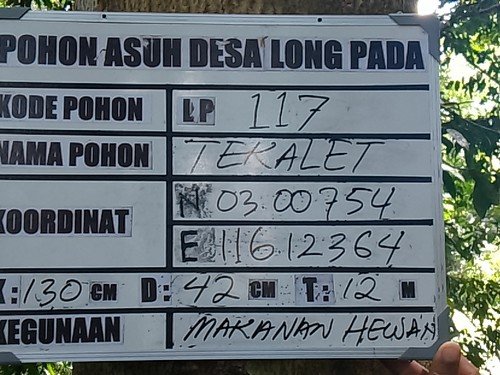 POHON ASUH DESA LONG PADA
KODE POHON LP 117
NAMA POHON TEKALET
KOORDINAT N 03.00754
E 11612364
K: 130 CM D: 42 CM T: 12 M
KEGUNAAN MAKANAN HEWAN